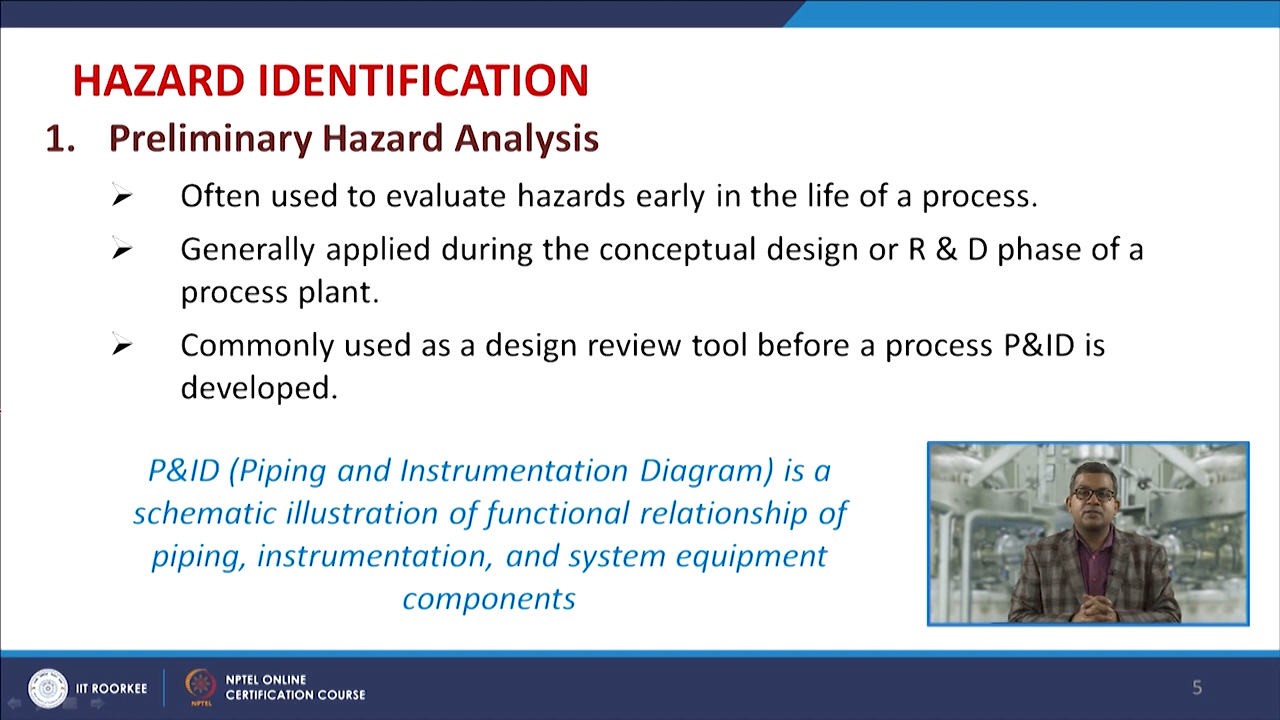 HAZARD IDENTIFICATION
1. Preliminary Hazard Analysis
➢ Often used to evaluate hazards early in the life of a process.
➢ Generally applied during the conceptual design or R & D phase of a
process plant.
➢ Commonly used as a design review tool before a process P&ID is
developed.
P&ID (Piping and Instrumentation Diagram) is a
schematic illustration of functional relationship of
piping, instrumentation, and system equipment
components
IIT ROORKEE
NPTEL
NPTEL ONLINE
CERTIFICATION COURSE
5